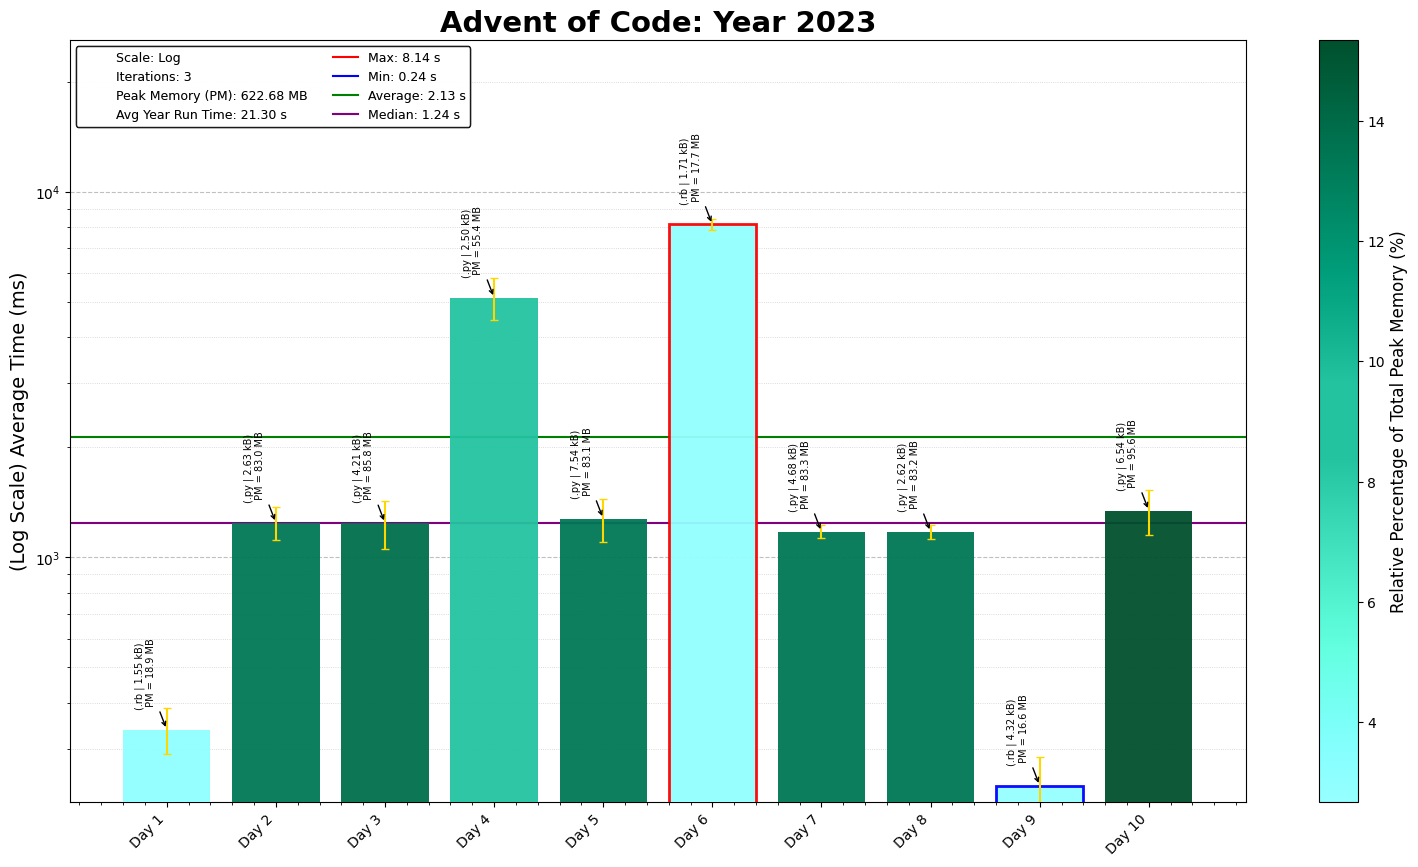 Advent of Code: Year 2023
Scale: Log
Iterations: 3
Peak Memory (PM): 622.68 MB
Avg Year Run Time: 21.30 s
Max: 8.14 s
Min: 0.24 s
Average: 2.13 s
Median: 1.24 s
(Log Scale) Average Time (ms)
10^4
10^3
(.rb | 1.55 kB)
PM = 18.9 MB
(.py | 2.63 kB)
PM = 83.0 MB
(.py | 4.21 kB)
PM = 85.8 MB
(.py | 2.50 kB)
PM = 55.4 MB
(.py | 7.54 kB)
PM = 83.1 MB
(.rb | 1.71 kB)
PM = 17.7 MB
(.py | 4.68 kB)
PM = 83.3 MB
(.py | 2.62 kB)
PM = 83.2 MB
(.rb | 4.32 kB)
PM = 16.6 MB
(.py | 6.54 kB)
PM = 95.6 MB
Day 1
Day 2
Day 3
Day 4
Day 5
Day 6
Day 7
Day 8
Day 9
Day 10
14
12
10
8
6
4
Relative Percentage of Total Peak Memory (%)